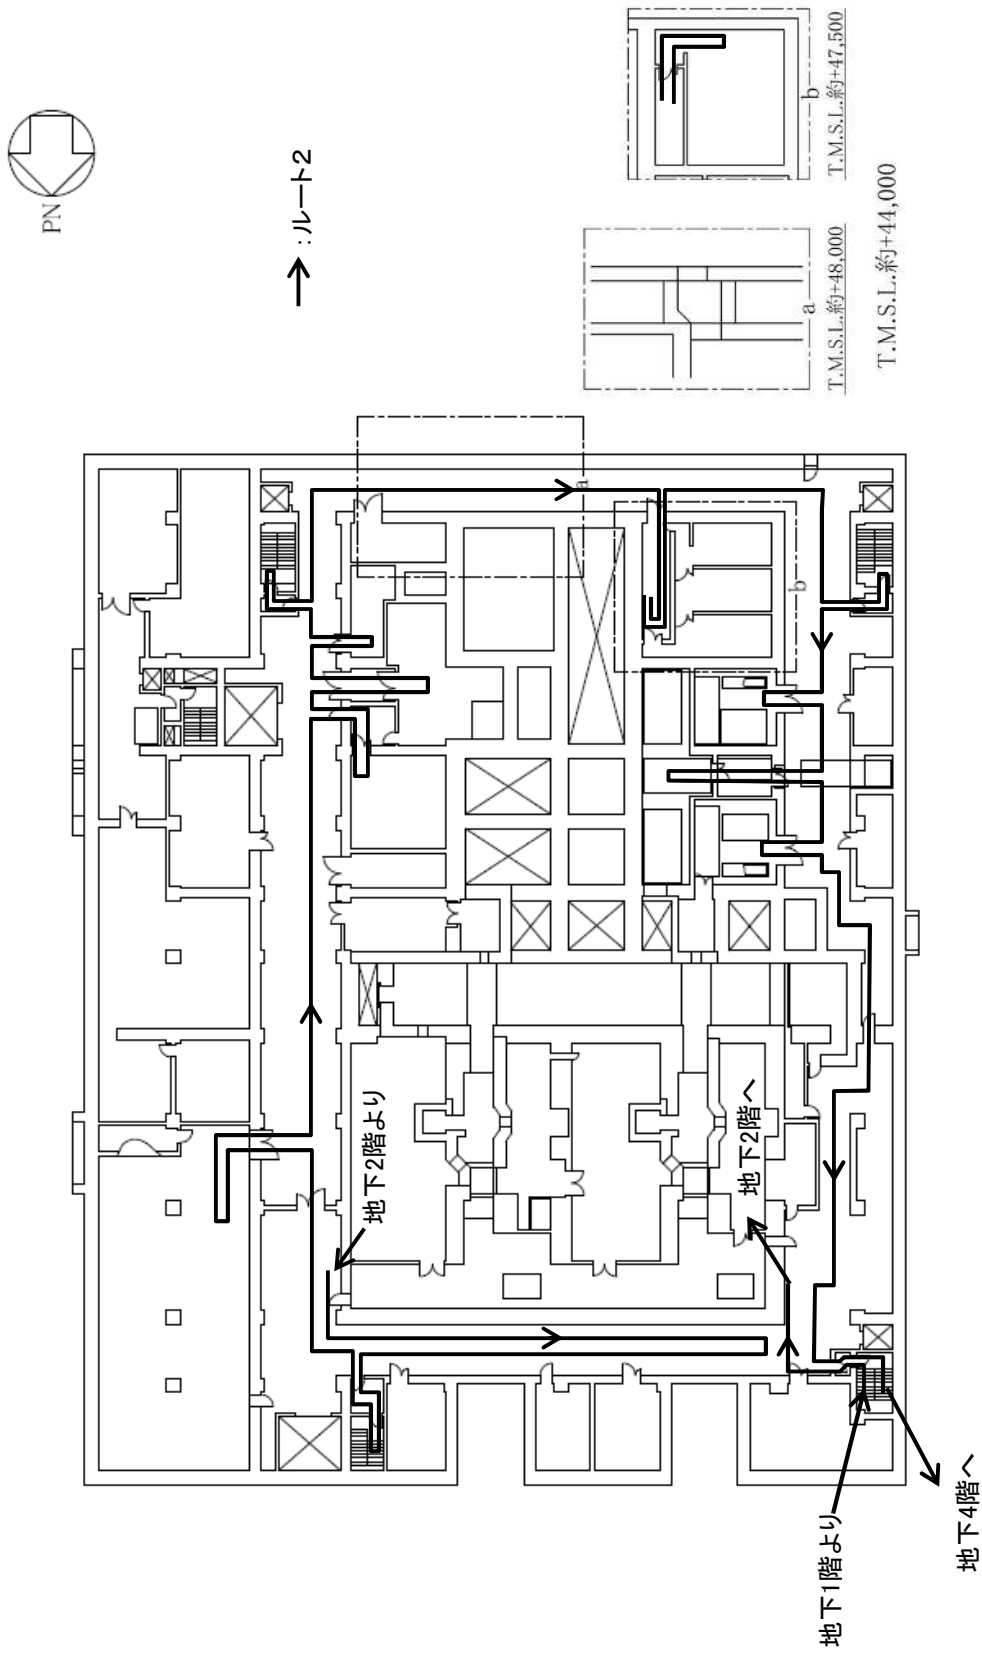 PN
:ルート2
b
T.M.S.L.約+47,500
a
T.M.S.L.約+48,000
T.M.S.L.約+44,000
a
b
地下2階より
地下2階へ
地下1階より
地下4階へ